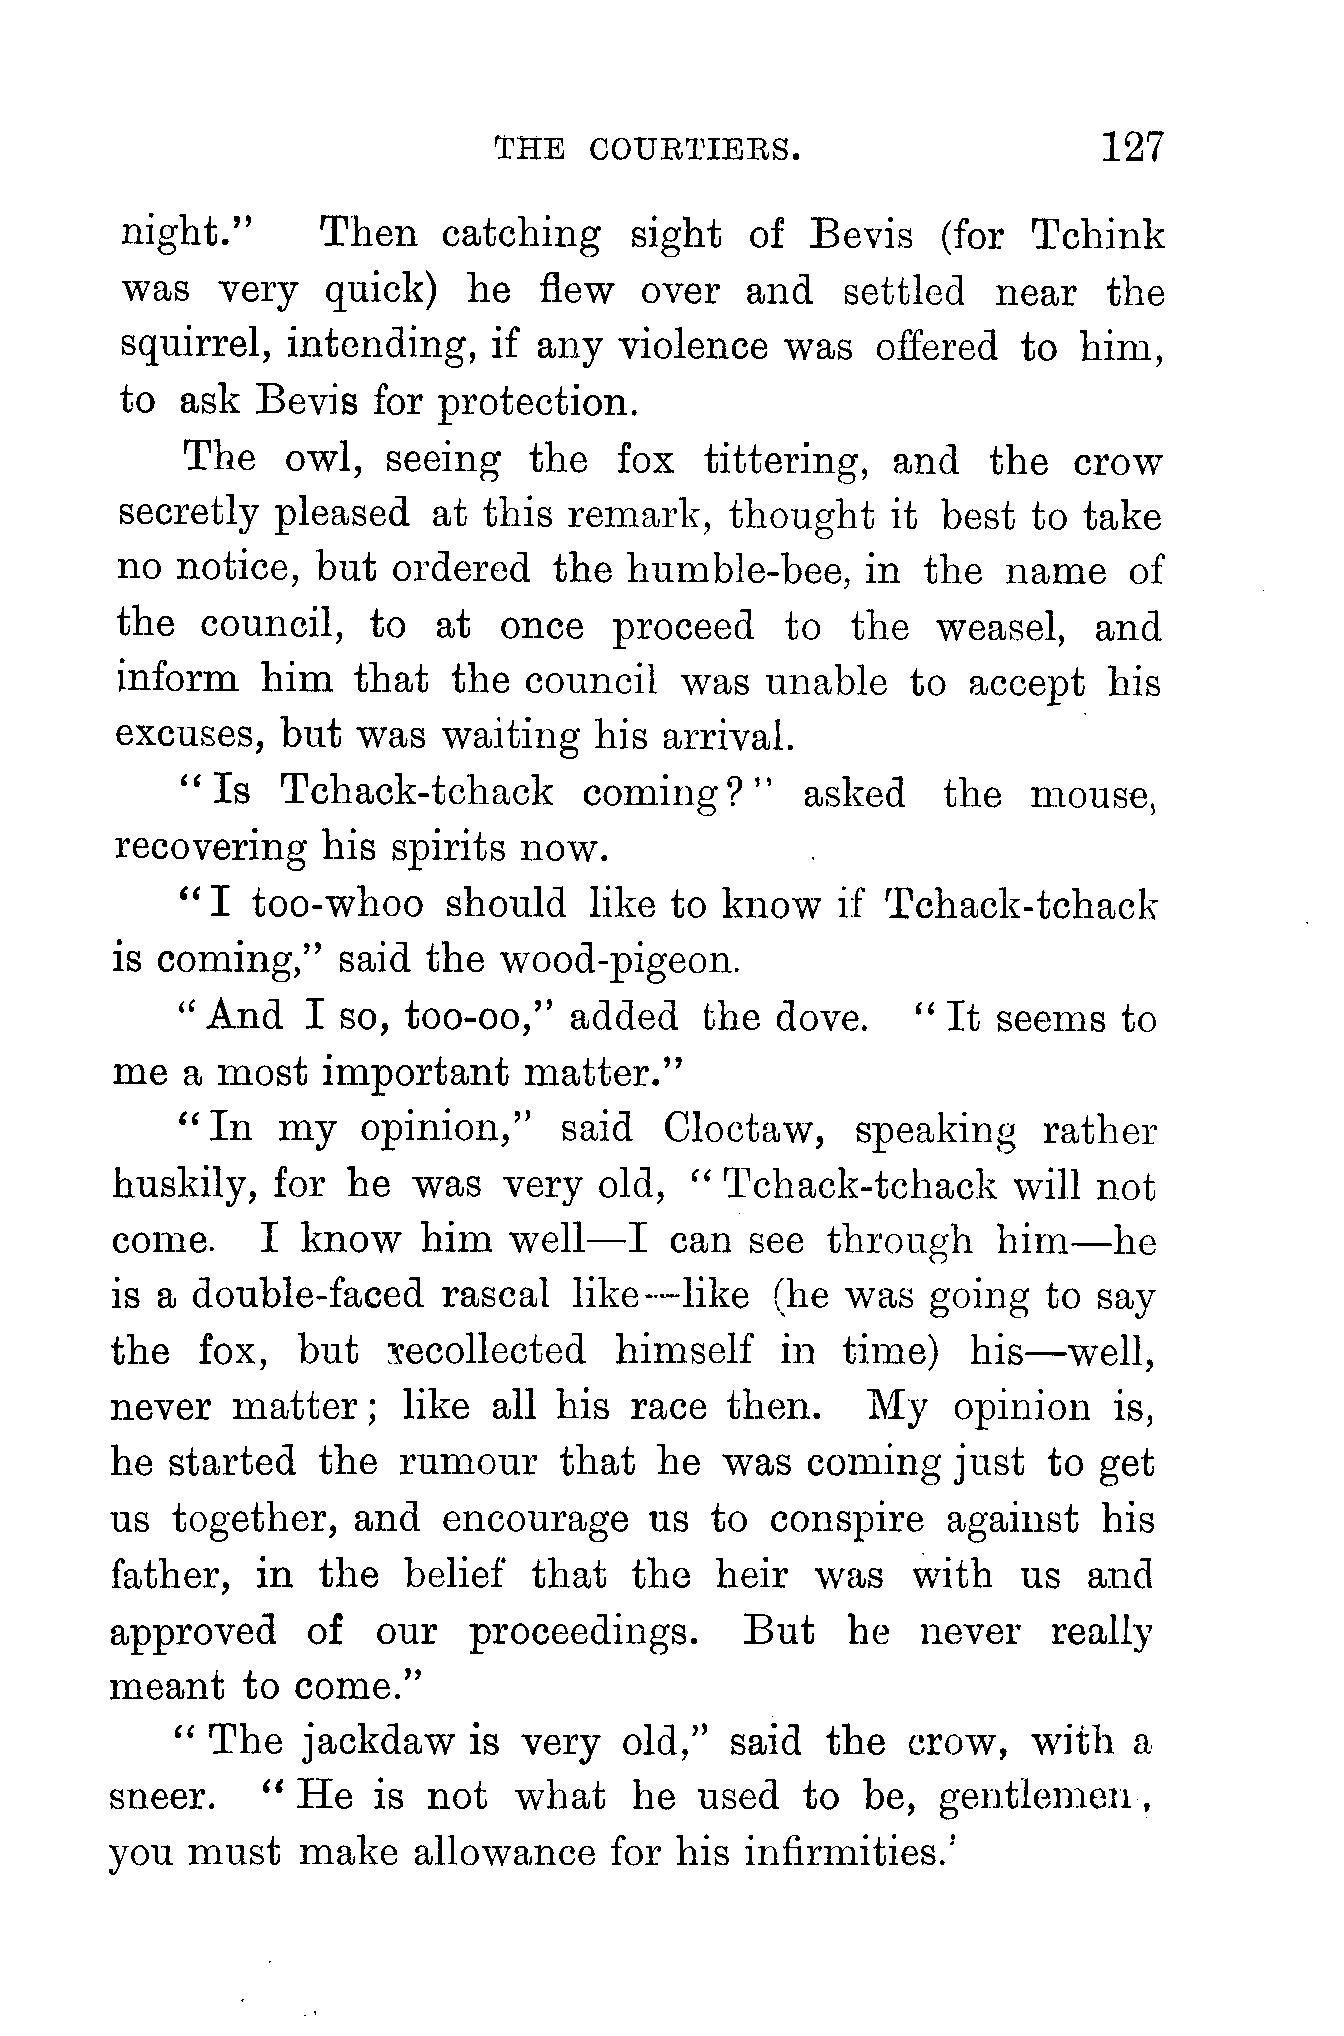 THE COURTIERS. 127
night." Then catching sight of Bevis (for Tchink
was very quick) he flew over and settled near the
squirrel, intending, if any violence was offered to him,
to ask Bevis for protection.
The owl, seeing the fox tittering, and the crow
secretly pleased at this remark, thought it best to take
no notice, but ordered the humble-bee, in the name of
the council, to at once proceed to the weasel, and
inform him that the council was unable to accept his
excuses, but was waiting his arrival.
"Is Tchack-tchack coming?" asked the mouse,
recovering his spirits now.
"I too-whoo should like to know if Tchack-tchack
is coming," said the wood-pigeon.
"And I so, too-oo," added the dove. "It seems to
me a most important matter."
"In my opinion," said Cloctaw, speaking rather
huskily, for he was very old, "Tchack-tchack will not
come. I know him well—I can see through him—he
is a double-faced rascal like—like (he was going to say
the fox, but recollected himself in time) his—well,
never matter; like all his race then. My opinion is,
he started the rumour that he was coming just to get
us together, and encourage us to conspire against his
father, in the belief that the heir was with us and
approved of our proceedings. But he never really
meant to come."
"The jackdaw is very old," said the crow, with a
sneer. "He is not what he used to be, gentlemen,
you must make allowance for his infirmities.'